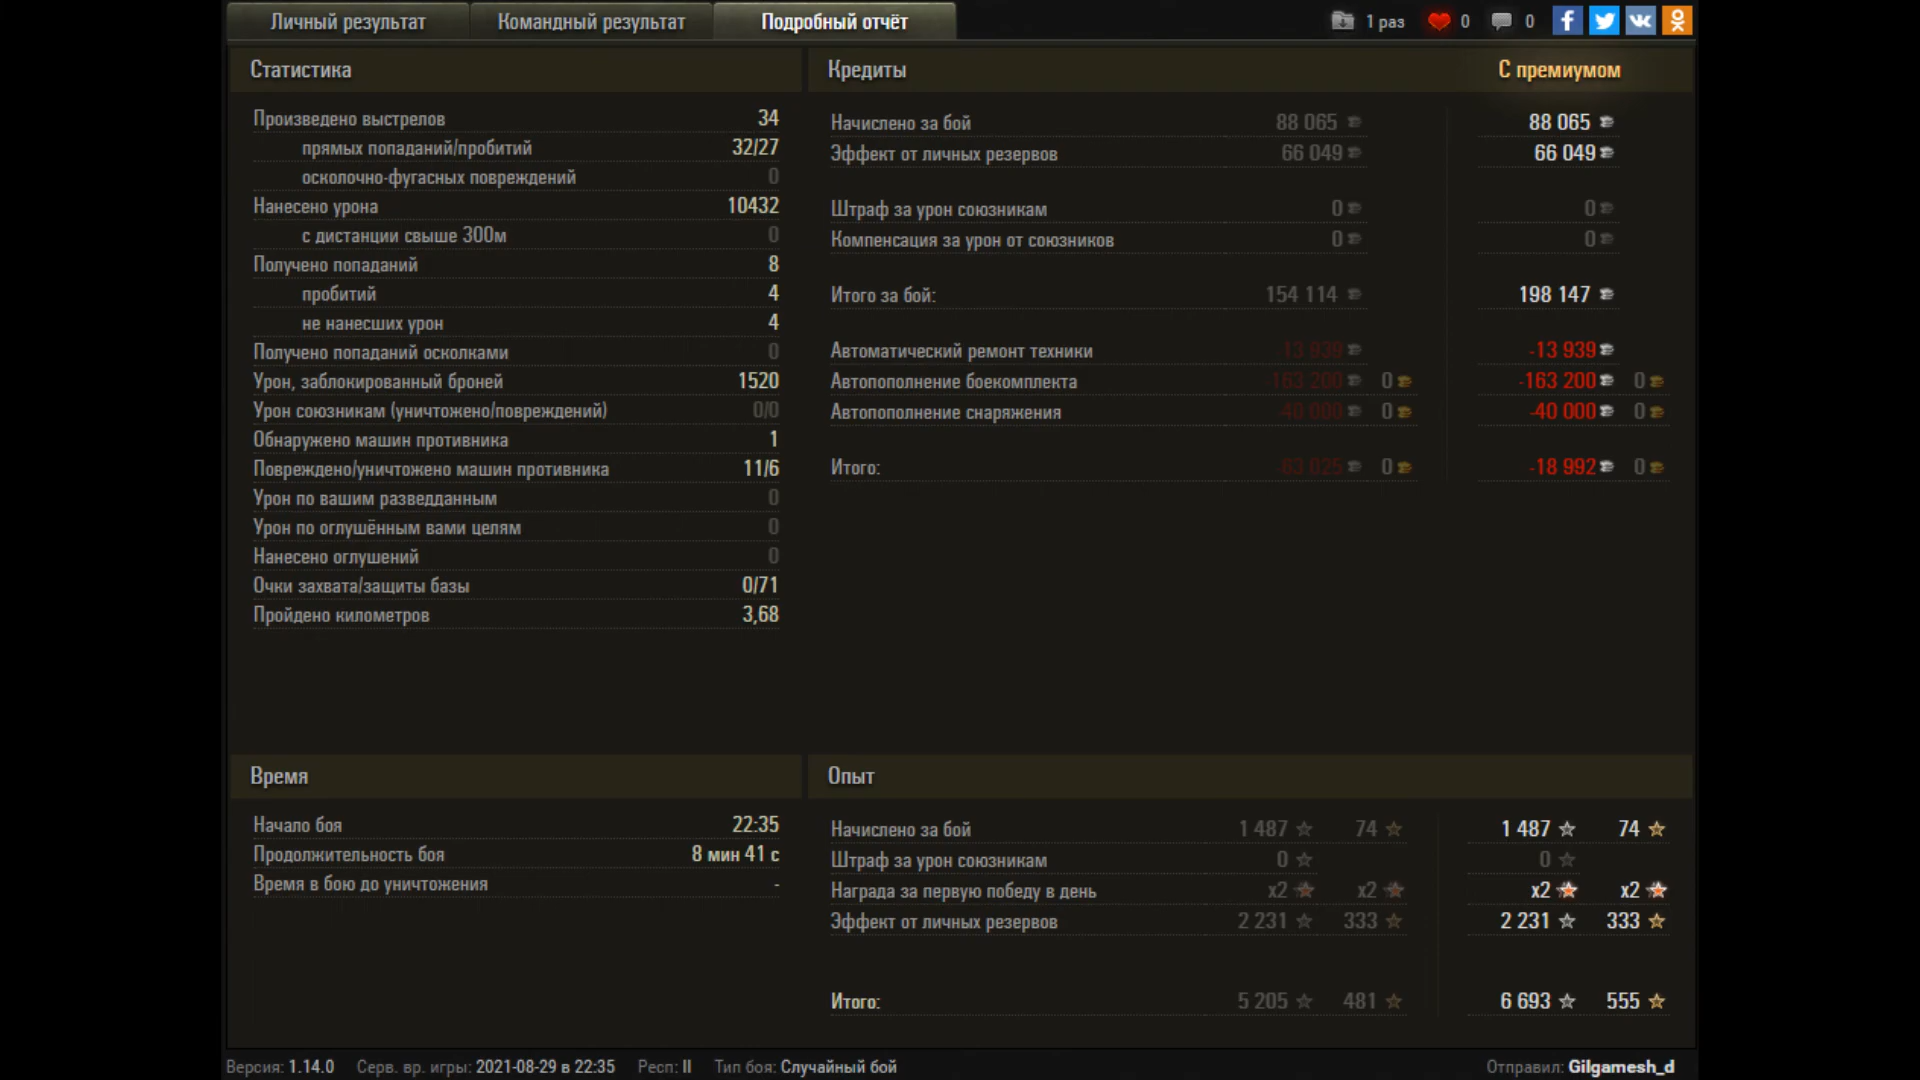 Личный результат Командный результат Подробный отчёт 1 раз 0 0
Статистика
Произведено выстрелов 34
прямых попаданий/пробитий 32/27
осколочно-фугасных повреждений 0
Нанесено урона 10432
с дистанции свыше 300м 0
Получено попаданий 8
пробитий 4
не нанесших урон 4
Получено попаданий осколками 0
Урон, заблокированный броней 1520
Урон союзникам (уничтожено/повреждений) 0/0
Обнаружено машин противника 1
Повреждено/уничтожено машин противника 11/6
Урон по вашим разведданным 0
Урон по оглушённым вами целям 0
Нанесено оглушений 0
Очки захвата/защиты базы 0/71
Пройдено километров 3,68
Кредиты С премиумом
Начислено за бой 88 065 88 065
Эффект от личных резервов 66 049 66 049
Штраф за урон союзникам 0 0
Компенсация за урон от союзников 0 0
Итого за бой: 154 114 198 147
Автоматический ремонт техники -13 939 -13 939
Автопополнение боекомплекта -163 200 0 -163 200 0
Автопополнение снаряжения -40 000 0 -40 000 0
Итого: -63 025 0 -18 992 0
Время
Начало боя 22:35
Продолжительность боя 8 мин 41 с
Время в бою до уничтожения -
Опыт
Начислено за бой 1 487 74 1 487 74
Штраф за урон союзникам 0 0
Награда за первую победу в день x2 x2 x2 x2
Эффект от личных резервов 2 231 333 2 231 333
Итого: 5 205 481 6 693 555
Версия: 1.14.0 Серв. вр. игры: 2021-08-29 в 22:35 Респ: II Тип боя: Случайный бой Отправил: Gilgamesh_d